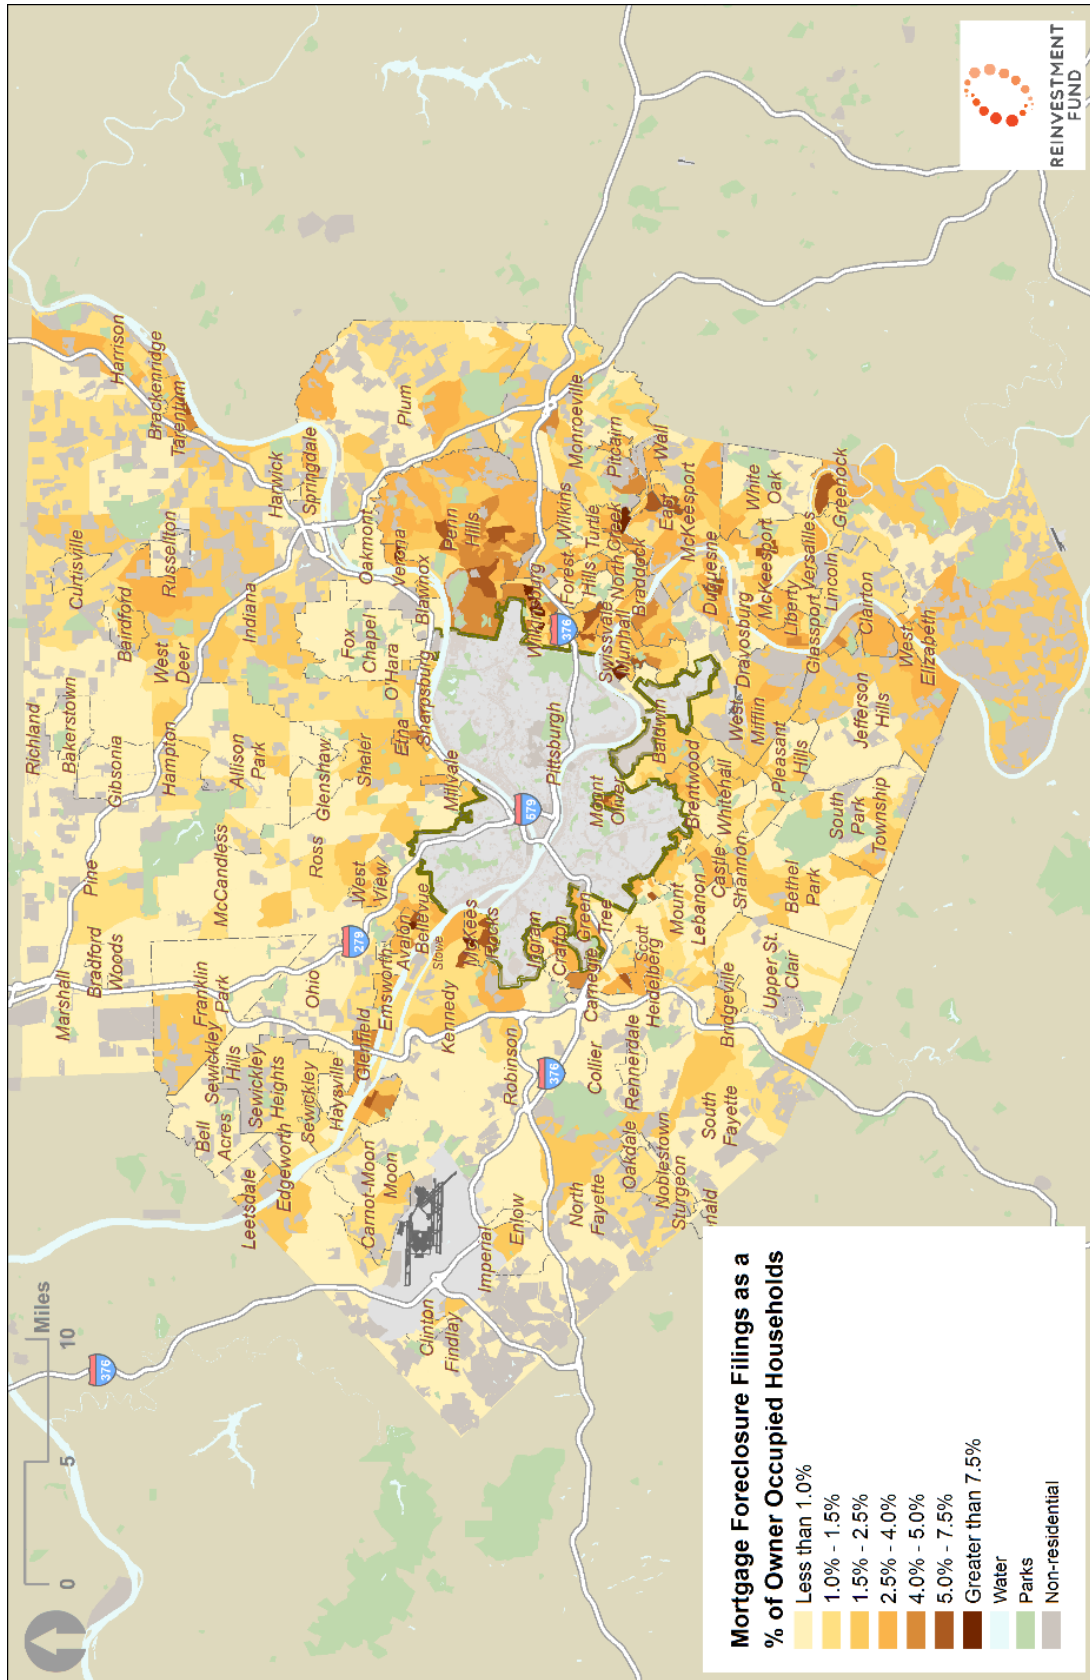 Miles
0
5
10
376
Richland
Bakerstown
Curtisville
Bairdford
Marshall
Pine
Gibsonia
Bradford
Woods
West
Deer
Russellton
Harrison
Brackenridge
Tarentum
Hampton
McCandless
Allison
Park
Indiana
Harwick
Springdale
Franklin
Park
Sewickley
Hills
Bell
Acres
Sewickley
Heights
Leetsdale
Edgeworth
Sewickley
Haysville
Glenfield
Ohio
Ross
Glenshaw
Shaler
Fox
Chapel
O'Hara
Oakmont
Verona
Blawnox
Plum
279
West
View
Emsworth
Avalon
Bellevue
Stowe
Etna
Sharpsburg
Millvale
Penn
Hills
Carnot-Moon
Moon
Kennedy
McKees
Rocks
Clinton
Findlay
Imperial
Enlow
Robinson
376
Ingram
Crafton
Green
Tree
579
Pittsburgh
Mount
Oliver
Wilkinsburg
376
Forest
Hills
Wilkins
Turtle
Creek
Monroeville
Pitcairn
Wall
North
Braddock
East
McKeesport
Swissvale
Munhall
North
Fayette
Oakdale
Noblestown
Sturgeon
nald
Collier
Rennerdale
Carnegie
Scott
Heidelberg
South
Fayette
Bridgeville
Upper St.
Clair
Mount
Lebanon
Castle
Shannon
Bethel
Park
Brentwood
Whitehall
Baldwin
West
Mifflin
Pleasant
Hills
South
Park
Township
Jefferson
Hills
Duquesne
Dravosburg
McKeesport
White
Oak
Liberty
Glassport
Versailles
Lincoln
Greenock
Clairton
West
Elizabeth
Mortgage Foreclosure Filings as a
% of Owner Occupied Households
Less than 1.0%
1.0% - 1.5%
1.5% - 2.5%
2.5% - 4.0%
4.0% - 5.0%
5.0% - 7.5%
Greater than 7.5%
Water
Parks
Non-residential
REINVESTMENT
FUND